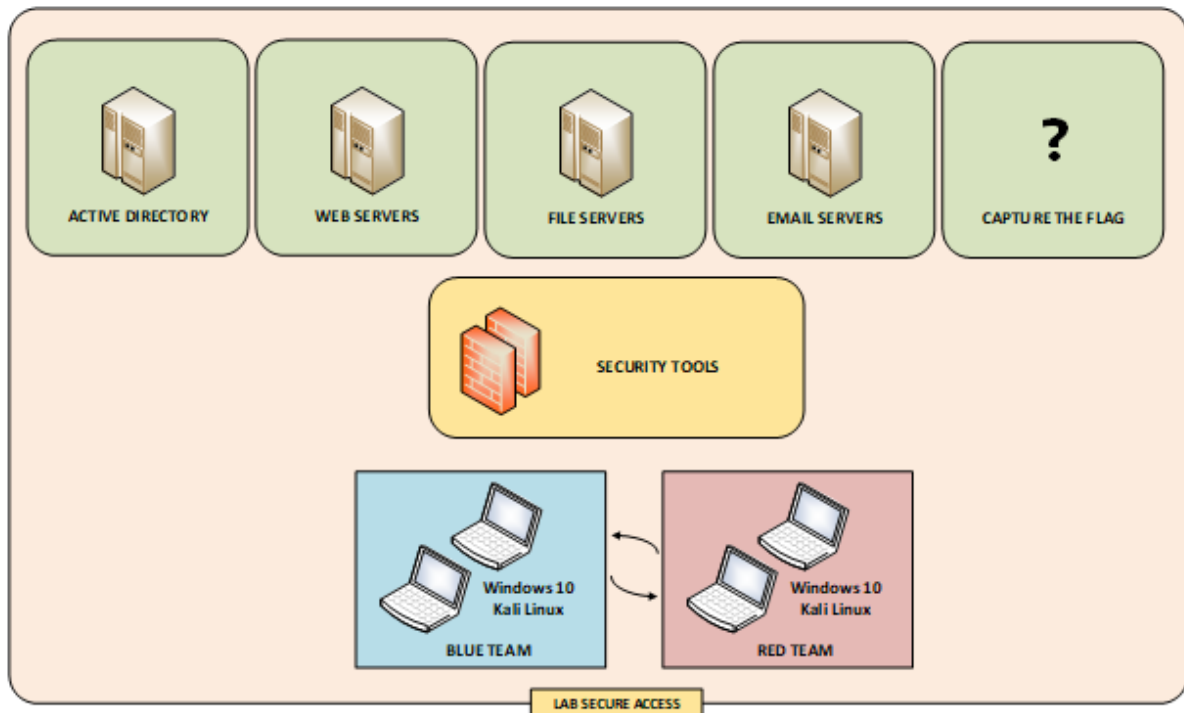 ACTIVE DIRECTORY
WEB SERVERS
FILE SERVERS
EMAIL SERVERS
?
CAPTURE THE FLAG
SECURITY TOOLS
Windows 10
Kali Linux
BLUE TEAM
Windows 10
Kali Linux
RED TEAM
LAB SECURE ACCESS